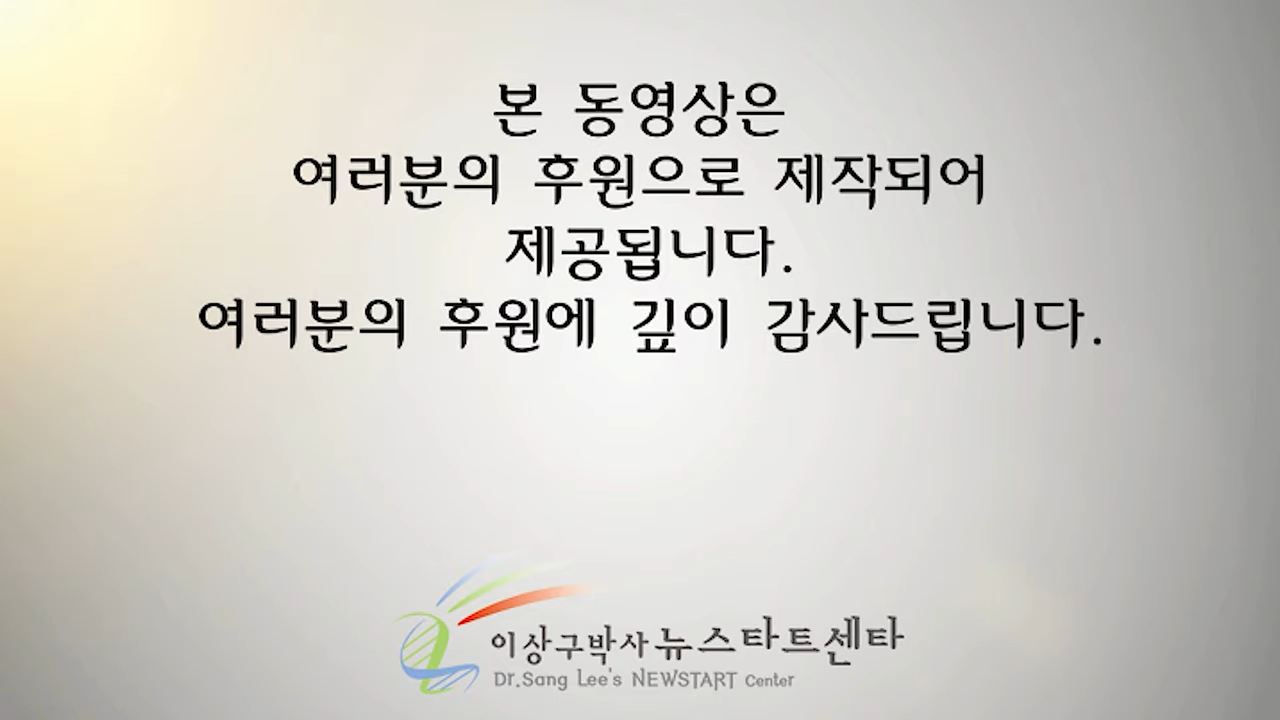 본 동영상은
여러분의 후원으로 제작되어
제공됩니다.
여러분의 후원에 깊이 감사드립니다.
이상구박사 뉴스타트센타
Dr.Sang Lee's NEWSTART Center